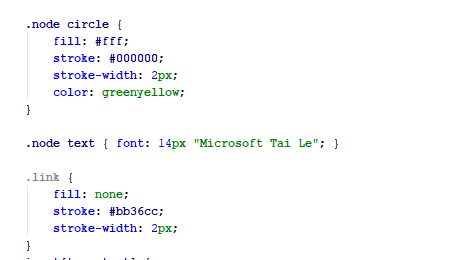 .node circle {
fill: #fff;
stroke: #000000;
stroke-width: 2px;
color: greenyellow;
}
.node text { font: 14px "Microsoft Tai Le"; }
.link {
fill: none;
stroke: #bb36cc;
stroke-width: 2px;
}